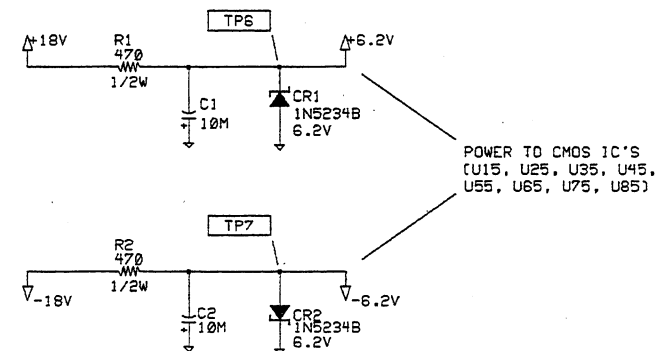 TP6
+18V
R1
470
1/2W
+6.2V
C1
+
10M
CR1
1N5234B
6.2V
POWER TO CMOS IC'S
(U15, U25, U35, U45,
U55, U65, U75, U85)
TP7
R2
470
1/2W
-18V
-6.2V
C2
+
10M
CR2
1N5234B
6.2V